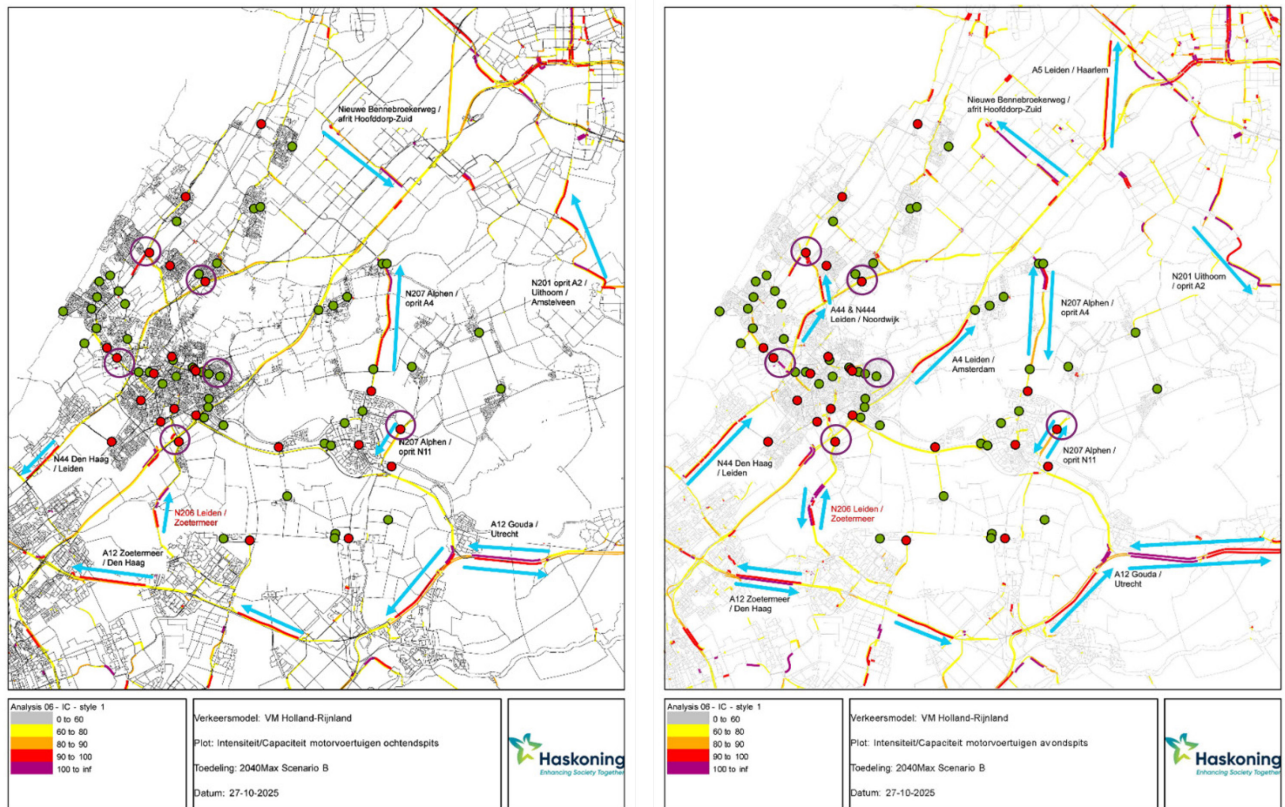 Nieuwe Bennebroekerweg /
afrit Hoofddorp-Zuid
N201 oprit A2 /
Uithoorn /
Amstelveen
N207 Alphen /
oprit A4
N207 Alphen /
oprit N11
N44 Den Haag
/ Leiden
N206 Leiden /
Zoetermeer
A12 Gouda /
Utrecht
A12 Zoetermeer
/ Den Haag
Analysis 06 - IC - style 1
0 to 60
60 to 80
80 to 90
90 to 100
100 to inf
Verkeersmodel: VM Holland-Rijnland
Plot: Intensiteit/Capaciteit motorvoertuigen ochtendspits
Toedeling: 2040Max Scenario B
Datum: 27-10-2025
Haskoning
Enhancing Society Together
A5 Leiden / Haarlem
Nieuwe Bennebroekerweg /
afrit Hoofddorp-Zuid
N201 Uithoorn
/ oprit A2
N207 Alphen /
oprit A4
A44 & N444
Leiden / Noordwijk
A4 Leiden /
Amsterdam
N207 Alphen /
oprit N11
N44 Den Haag
/ Leiden
N206 Leiden /
Zoetermeer
A12 Gouda /
Utrecht
A12 Zoetermeer
/ Den Haag
Analysis 06 - IC - style 1
0 to 60
60 to 80
80 to 90
90 to 100
100 to inf
Verkeersmodel: VM Holland-Rijnland
Plot: Intensiteit/Capaciteit motorvoertuigen avondspits
Toedeling: 2040Max Scenario B
Datum: 27-10-2025
Haskoning
Enhancing Society Together